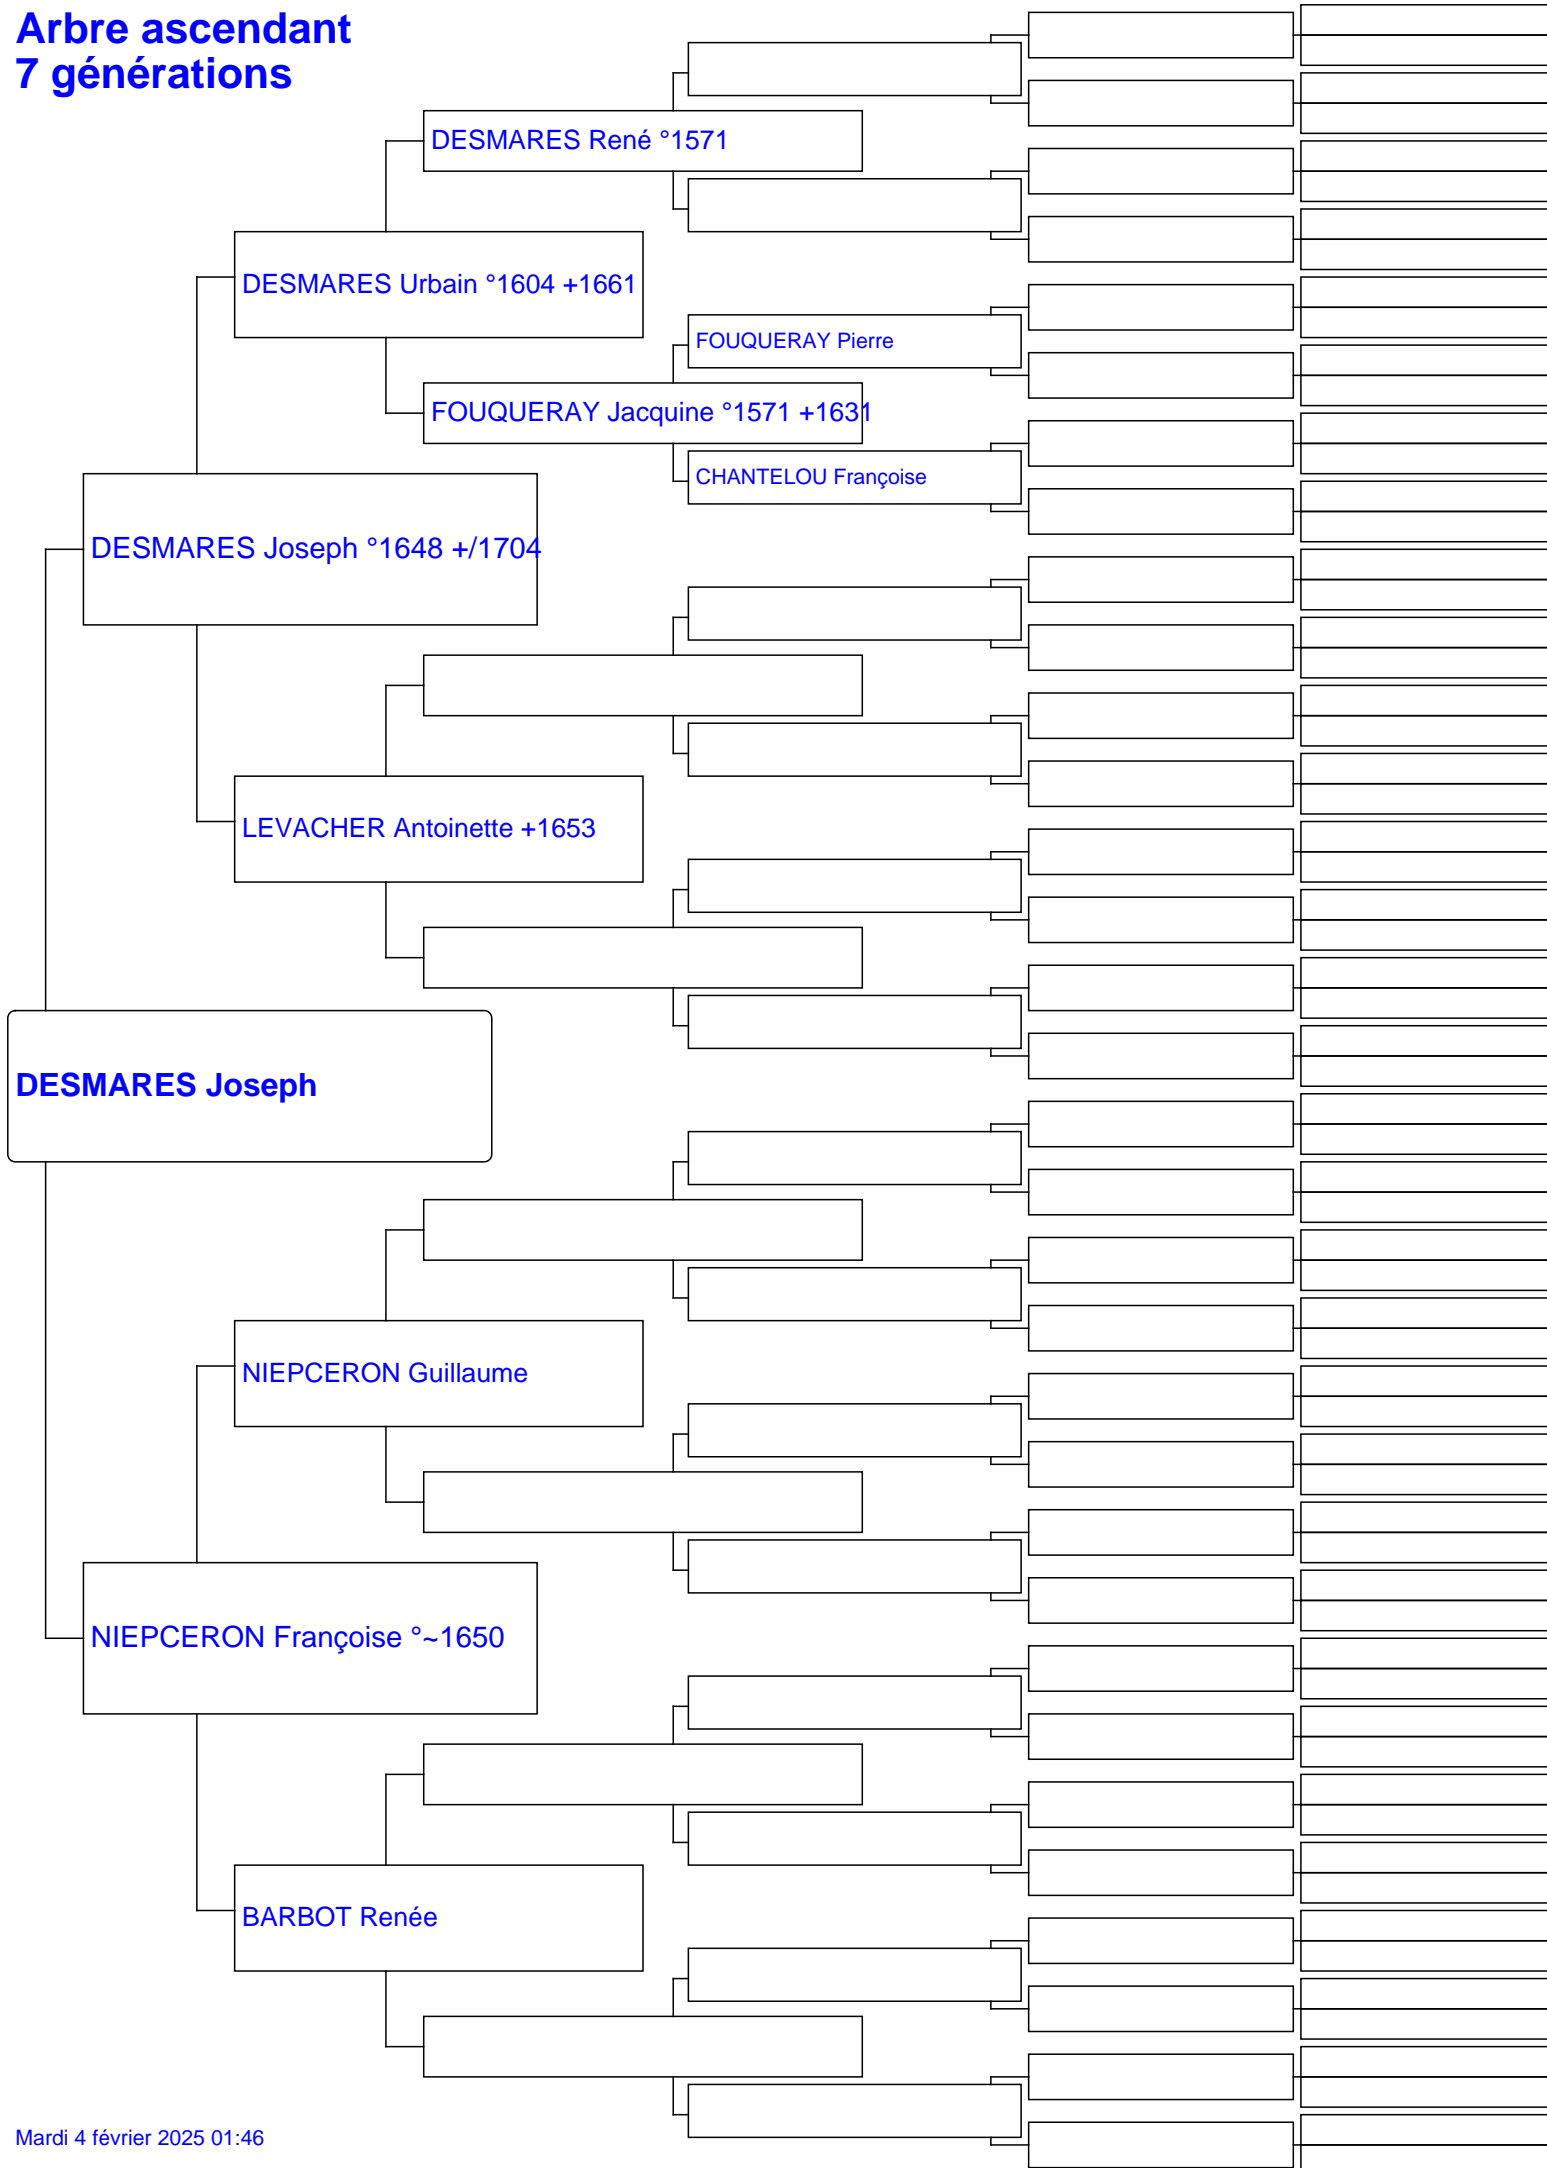 Arbre ascendant
7 générations
DESMARES René °1571
DESMARES Urbain °1604 +1661
FOUQUERAY Pierre
FOUQUERAY Jacquine °1571 +1631
CHANTELOU Françoise
DESMARES Joseph °1648 +/1704
LEVACHER Antoinette +1653
DESMARES Joseph
NIEPCERON Guillaume
NIEPCERON Françoise °~1650
BARBOT Renée
Mardi 4 février 2025 01:46